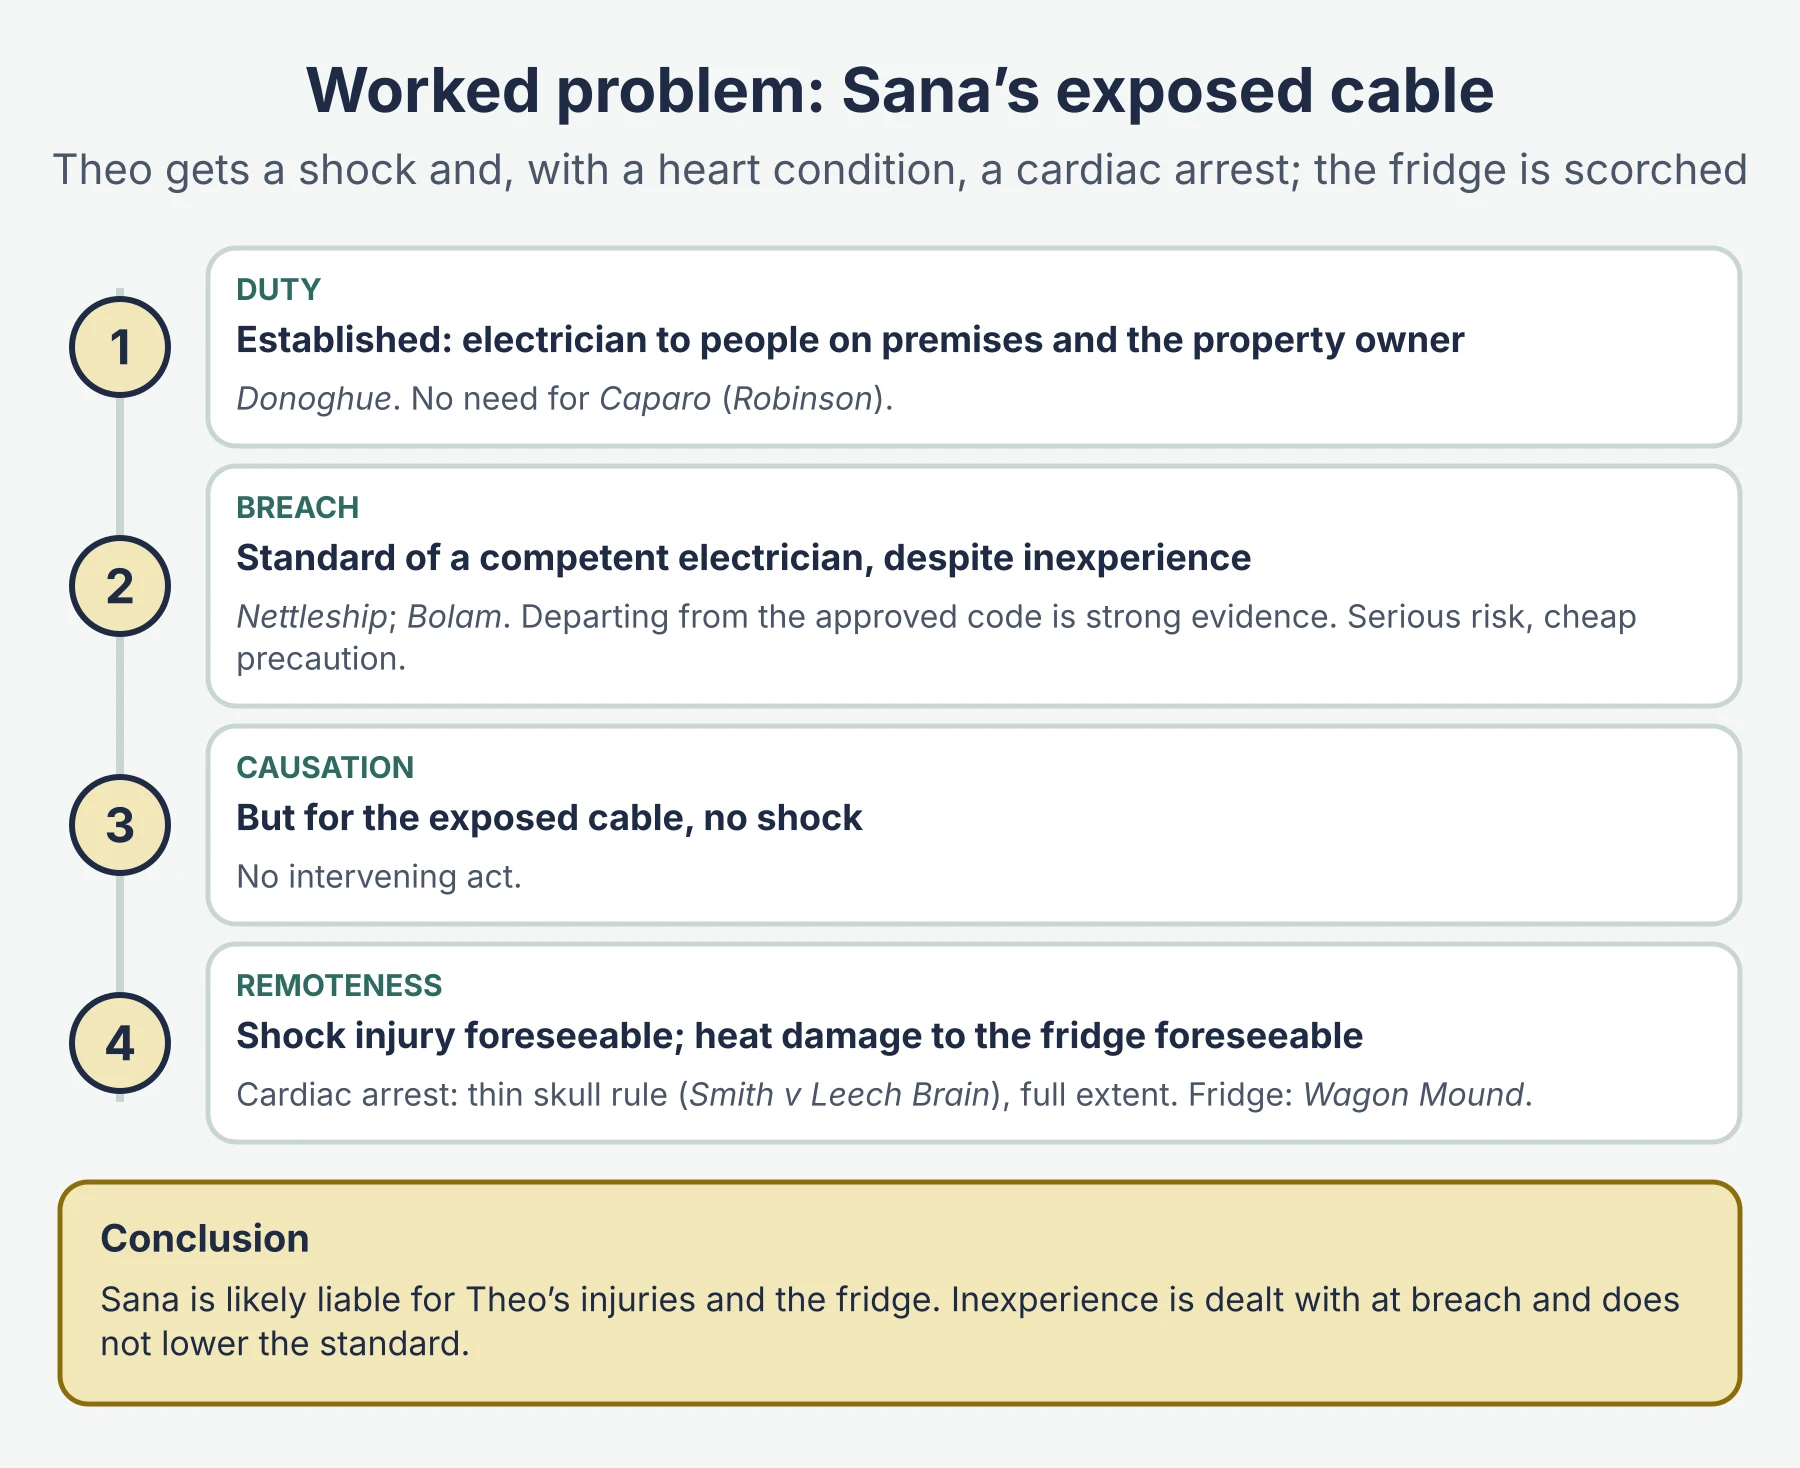 Worked problem: Sana’s exposed cable
Theo gets a shock and, with a heart condition, a cardiac arrest; the fridge is scorched
1
DUTY
Established: electrician to people on premises and the property owner
Donoghue. No need for Caparo (Robinson).
2
BREACH
Standard of a competent electrician, despite inexperience
Nettleship; Bolam. Departing from the approved code is strong evidence. Serious risk, cheap
precaution.
3
CAUSATION
But for the exposed cable, no shock
No intervening act.
4
REMOTENESS
Shock injury foreseeable; heat damage to the fridge foreseeable
Cardiac arrest: thin skull rule (Smith v Leech Brain), full extent. Fridge: Wagon Mound.
Conclusion
Sana is likely liable for Theo’s injuries and the fridge. Inexperience is dealt with at breach and does
not lower the standard.